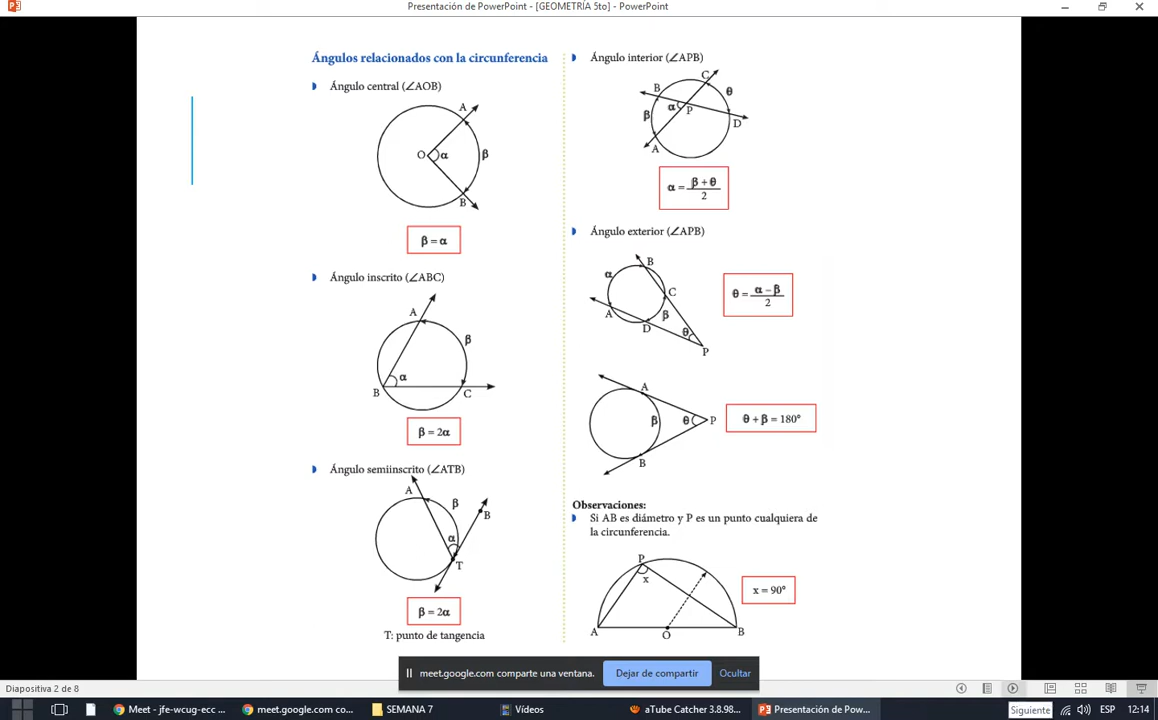 Presentación de PowerPoint - [GEOMETRÍA 5to] - PowerPoint
Ángulos relacionados con la circunferencia
Ángulo central (∠AOB)
A
O
α
β
B
β = α
Ángulo inscrito (∠ABC)
A
β
α
B
C
β = 2α
Ángulo semiinscrito (∠ATB)
A
β
B
α
T
β = 2α
T: punto de tangencia
Ángulo interior (∠APB)
C
B
θ
α
P
β
D
A
α = β + θ
2
Ángulo exterior (∠APB)
B
α
C
A
β
D
θ
P
θ = α – β
2
A
β
θ
P
B
θ + β = 180°
Observaciones:
Si AB es diámetro y P es un punto cualquiera de
la circunferencia.
P
x
A
O
B
x = 90°
meet.google.com comparte una ventana.
Dejar de compartir
Ocultar
Diapositiva 2 de 8
Meet - jfe-wcug-ecc ...
meet.google.com co...
SEMANA 7
Vídeos
aTube Catcher 3.8.98...
Presentación de Pow...
Siguiente
ESP
12:14